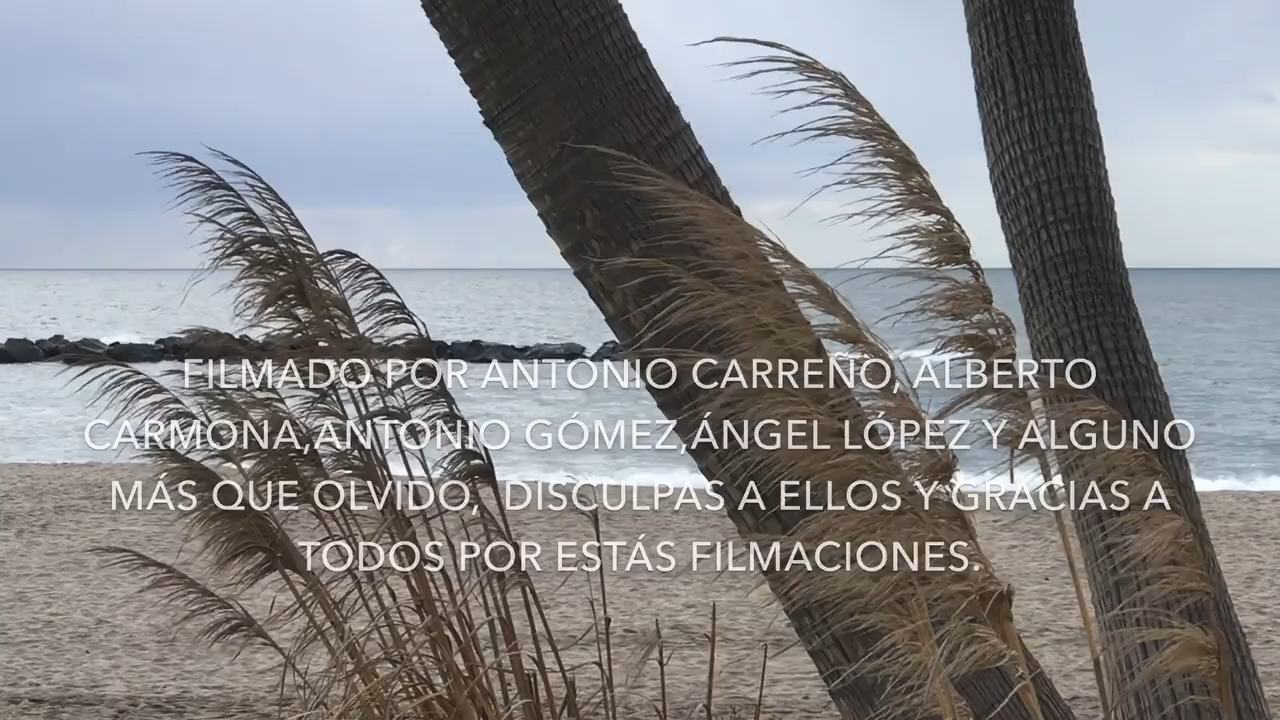 FILMADO POR ANTONIO CARREÑO, ALBERTO
CARMONA,ANTONIO GÓMEZ,ÁNGEL LÓPEZ Y ALGUNO
MÁS QUE OLVIDO,  DISCULPAS A ELLOS Y GRACIAS A
TODOS POR ESTÁS FILMACIONES.